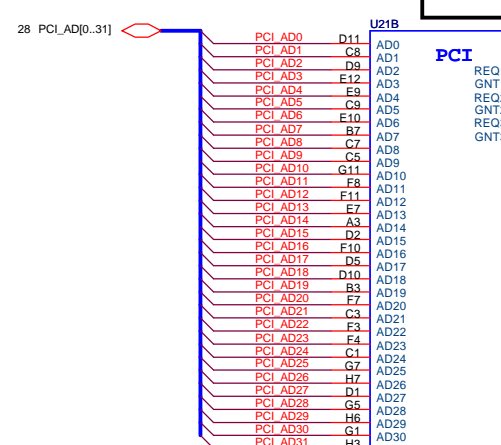 U21B
28 PCI_AD[0..31]
PCI
PCI_AD0 D11 AD0
PCI_AD1 C8 AD1
PCI_AD2 D9 AD2
PCI_AD3 E12 AD3
PCI_AD4 E9 AD4
PCI_AD5 C9 AD5
PCI_AD6 E10 AD6
PCI_AD7 B7 AD7
PCI_AD8 C7 AD8
PCI_AD9 C5 AD9
PCI_AD10 G11 AD10
PCI_AD11 F8 AD11
PCI_AD12 F11 AD12
PCI_AD13 E7 AD13
PCI_AD14 A3 AD14
PCI_AD15 D2 AD15
PCI_AD16 F10 AD16
PCI_AD17 D5 AD17
PCI_AD18 D10 AD18
PCI_AD19 B3 AD19
PCI_AD20 F7 AD20
PCI_AD21 C3 AD21
PCI_AD22 F3 AD22
PCI_AD23 F4 AD23
PCI_AD24 C1 AD24
PCI_AD25 G7 AD25
PCI_AD26 H7 AD26
PCI_AD27 D1 AD27
PCI_AD28 G5 AD28
PCI_AD29 H6 AD29
PCI_AD30 G1 AD30
PCI_AD31 H3
REQ
GNT
REQ
GNT
REQ
GNT